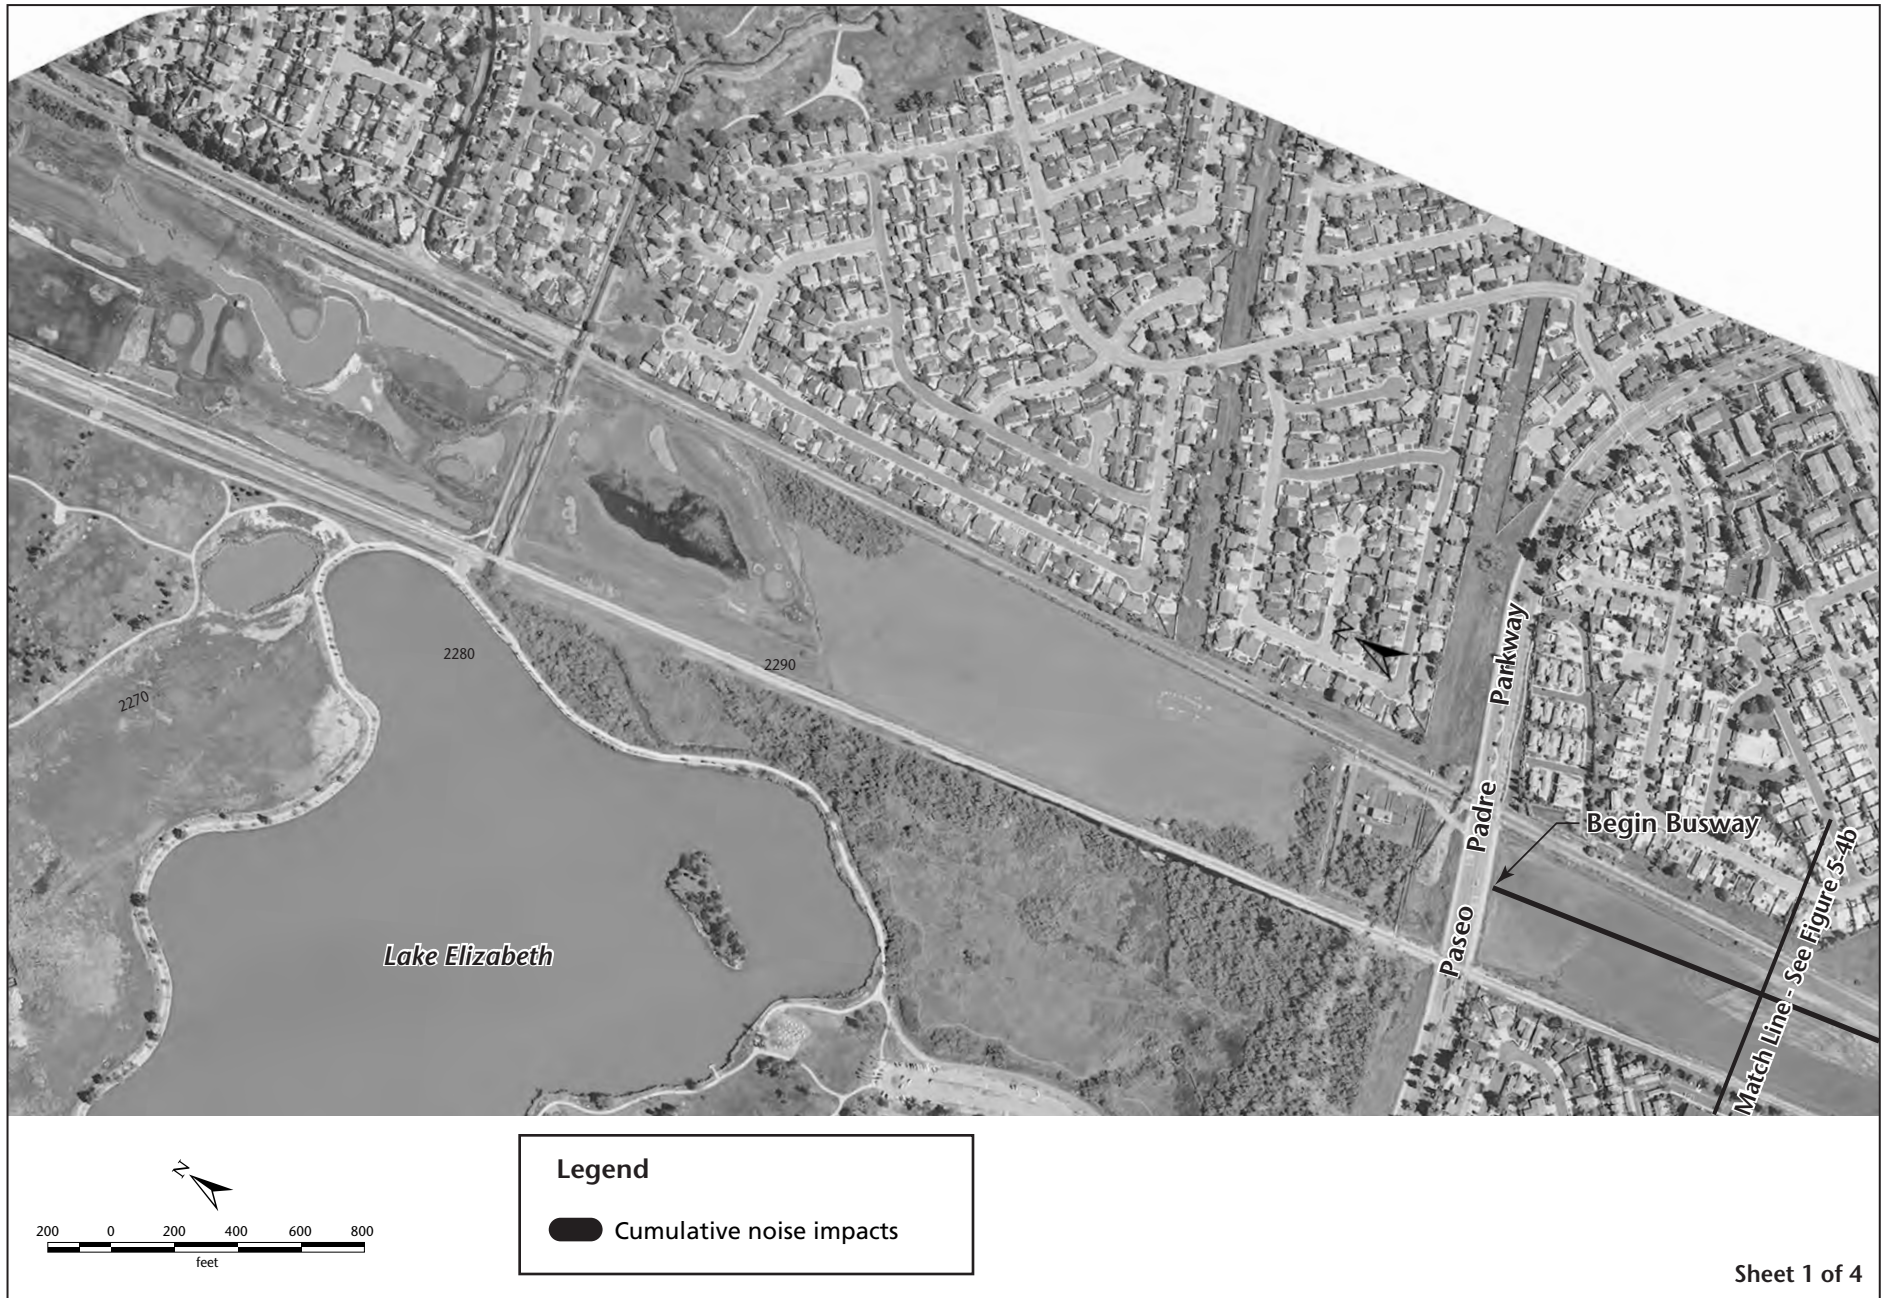 2270
2280
2290
N
Paseo Padre Parkway
Begin Busway
Match Line - See Figure 5-4b
Lake Elizabeth
N
200 0 200 400 600 800
feet
Legend
Cumulative noise impacts
Sheet 1 of 4